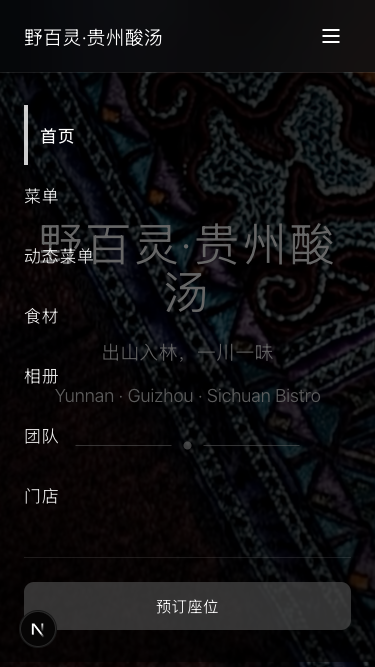 野百灵·贵州酸汤
首页
菜单
野百灵·贵州酸
动态菜单
汤
食材
出山入林，一川一味
相册
Yunnan · Guizhou · Sichuan Bistro
团队
门店
预订座位
N